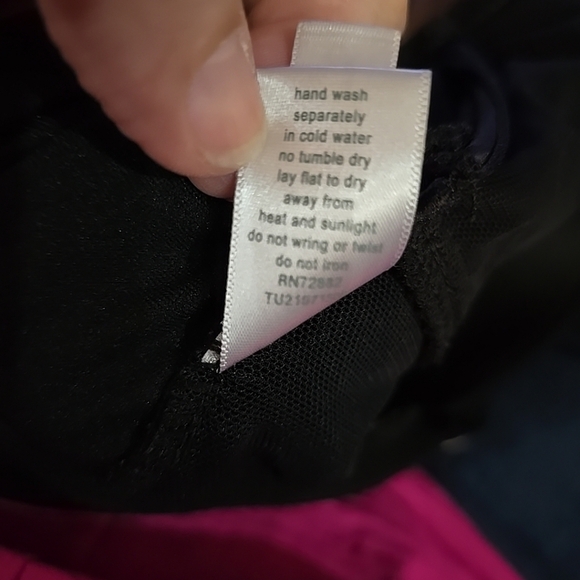 hand wash
separately
in cold water
no tumble dry
lay flat to dry
away from
heat and sunlight
do not wring or twist
do not iron